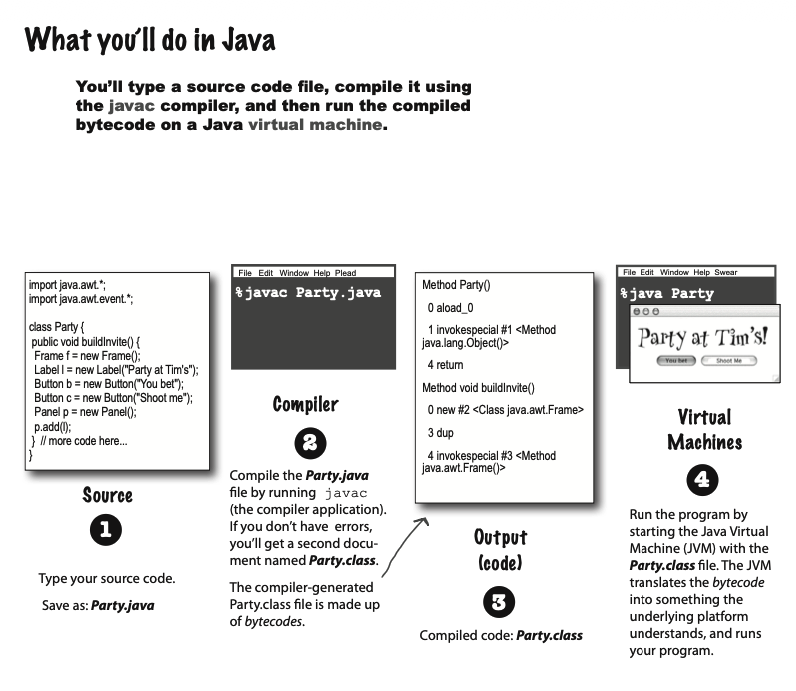 What you'll do in Java
You'll type a source code file, compile it using
the javac compiler, and then run the compiled
bytecode on a Java virtual machine.
import java.awt.*;
import java.awt.event.*;
class Party {
public void buildInvite() {
Frame f = new Frame();
Label l = new Label("Party at Tim's");
Button b = new Button("You bet");
Button c = new Button("Shoot me");
Panel p = new Panel();
p.add(l);
} // more code here...
}
Source
1
Type your source code.
Save as: Party.java
File Edit Window Help Plead
%javac Party.java
Compiler
2
Compile the Party.java
file by running javac
(the compiler application).
If you don't have errors,
you'll get a second docu-
ment named Party.class.
The compiler-generated
Party.class file is made up
of bytecodes.
Method Party()
0 aload_0
1 invokespecial #1 <Method
java.lang.Object()>
4 return
Method void buildInvite()
0 new #2 <Class java.awt.Frame>
3 dup
4 invokespecial #3 <Method
java.awt.Frame()>
Output
(code)
3
Compiled code: Party.class
File Edit Window Help Swear
%java Party
Party at Tim's!
You bet
Shoot Me
Virtual
Machines
4
Run the program by
starting the Java Virtual
Machine (JVM) with the
Party.class file. The JVM
translates the bytecode
into something the
underlying platform
understands, and runs
your program.